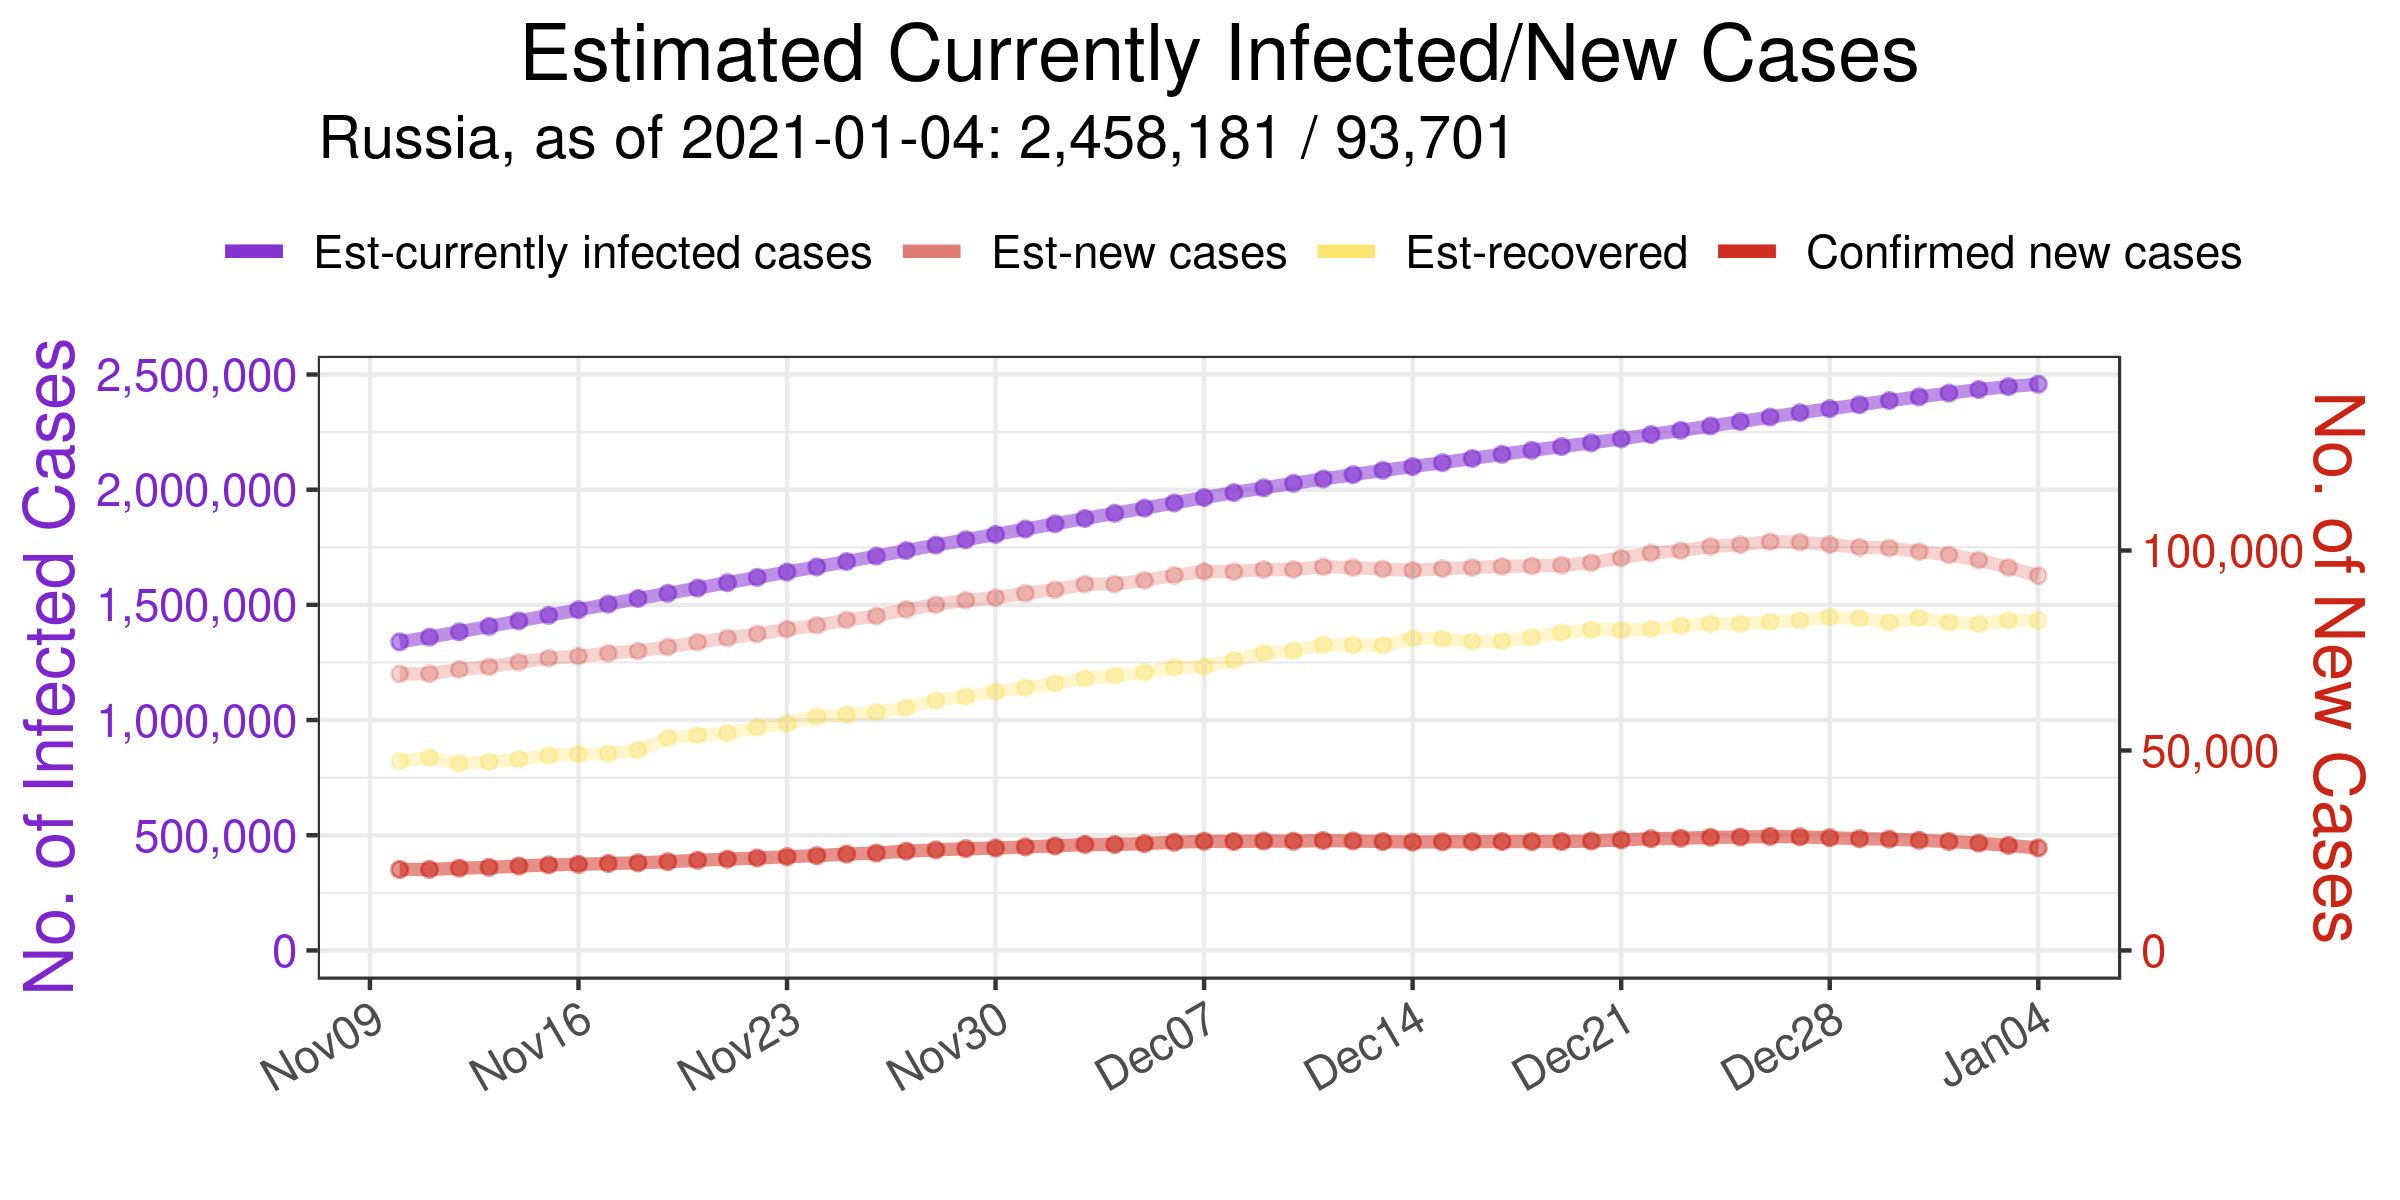 Estimated Currently Infected/New Cases
Russia, as of 2021-01-04: 2,458,181 / 93,701
Est-currently infected cases Est-new cases Est-recovered Confirmed new cases
No. of Infected Cases
2,500,000
2,000,000
1,500,000
1,000,000
500,000
0
100,000
50,000
0
No. of New Cases
Nov09 Nov16 Nov23 Nov30 Dec07 Dec14 Dec21 Dec28 Jan04